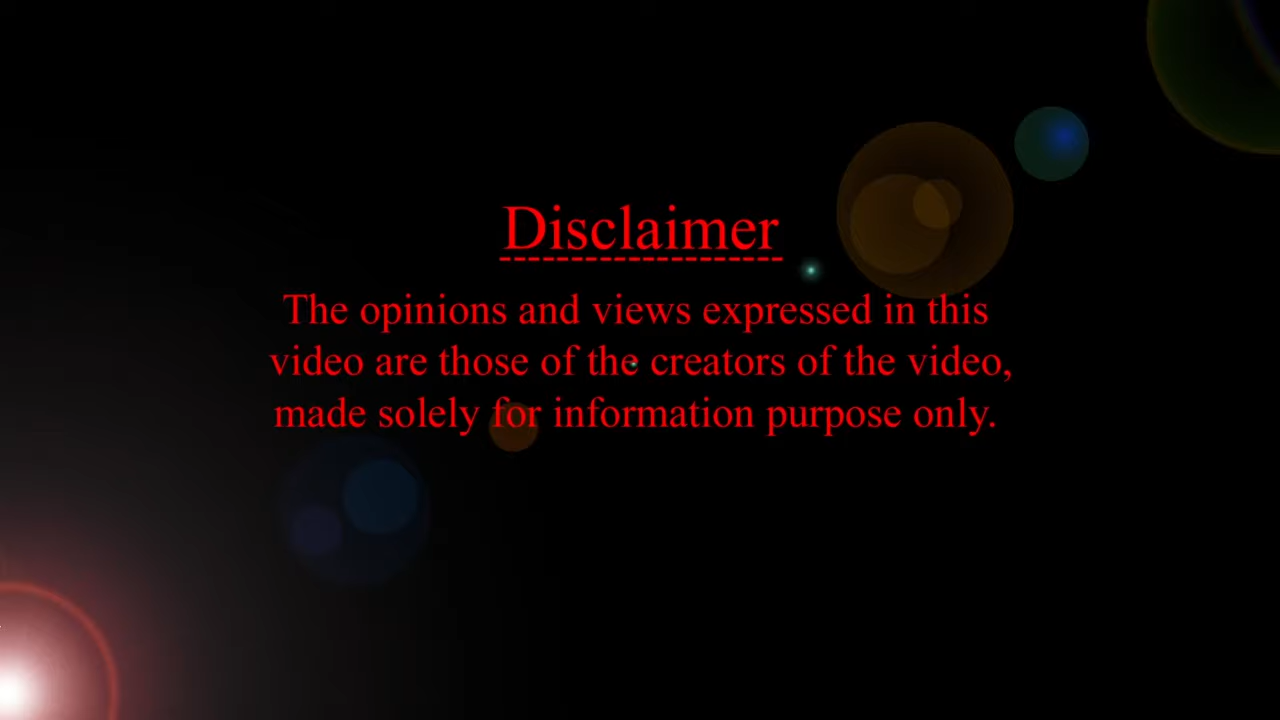 Disclaimer
The opinions and views expressed in this
video are those of the creators of the video,
made solely for information purpose only.